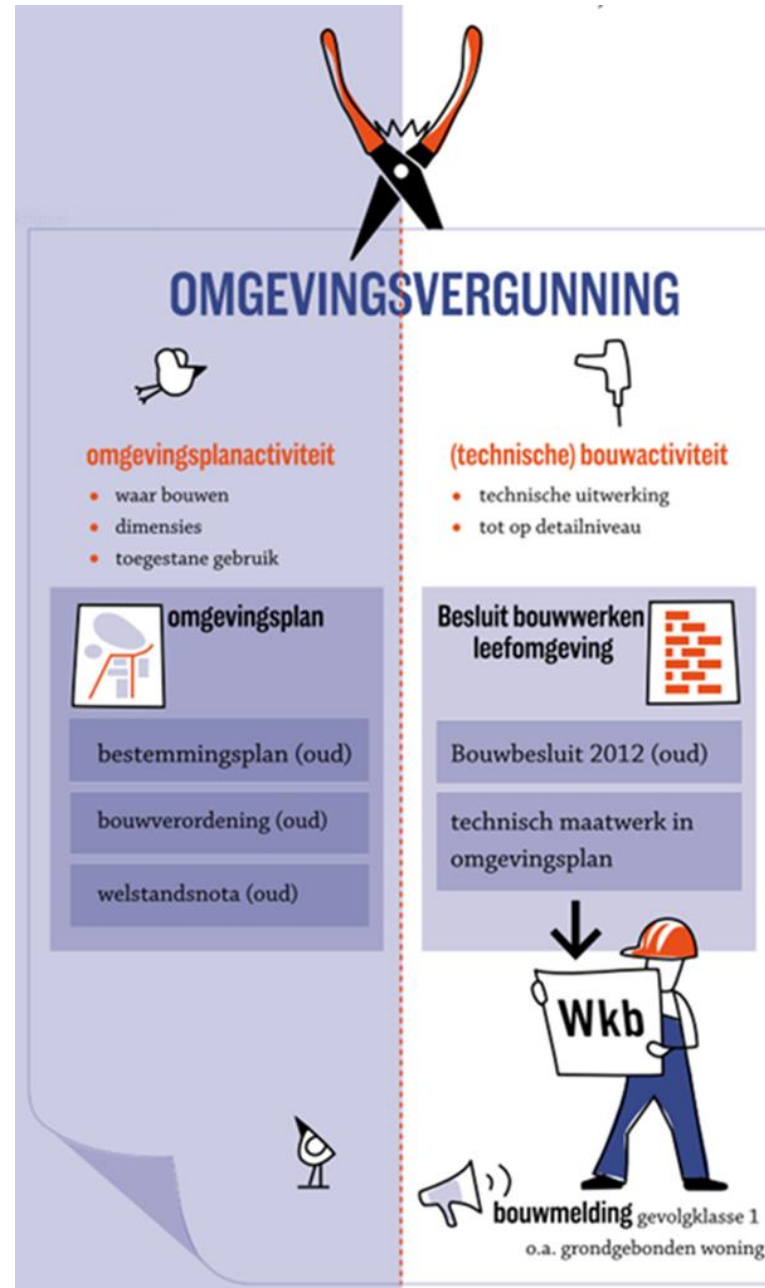 OMGEVINGSVERGUNNING
omgevingsplanactiviteit
• waar bouwen
• dimensies
• toegestane gebruik
omgevingsplan
bestemmingsplan (oud)
bouwverordening (oud)
welstandsnota (oud)
(technische) bouwactiviteit
• technische uitwerking
• tot op detailniveau
Besluit bouwwerken
leefomgeving
Bouwbesluit 2012 (oud)
technisch maatwerk in
omgevingsplan
Wkb
bouwmelding gevolgklasse 1
o.a. grondgebonden woning